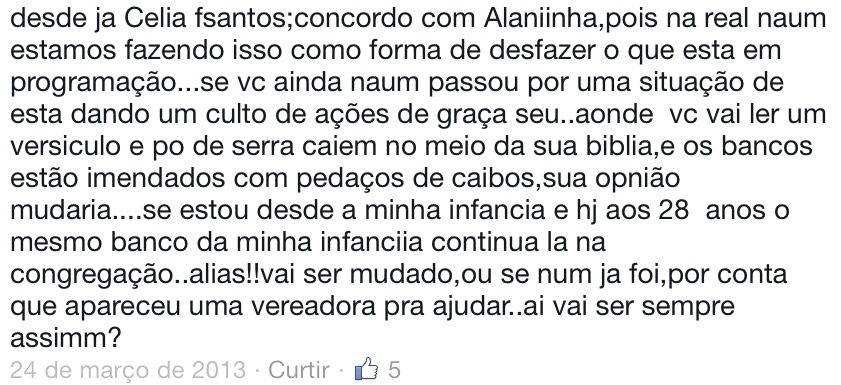 desde ja Celia fsantos;concordo com Alaniinha,pois na real naum
estamos fazendo isso como forma de desfazer o que esta em
programação...se vc ainda naum passou por uma situação de
esta dando um culto de ações de graça seu..aonde  vc vai ler um
versiculo e po de serra caiem no meio da sua biblia,e os bancos
estão imendados com pedaços de caibos,sua opnião
mudaria....se estou desde a minha infancia e hj aos 28  anos o
mesmo banco da minha infanciia continua la na
congregação..alias!!vai ser mudado,ou se num ja foi,por conta
que apareceu uma vereadora pra ajudar..ai vai ser sempre
assimm?
24 de março de 2013 · Curtir · 5